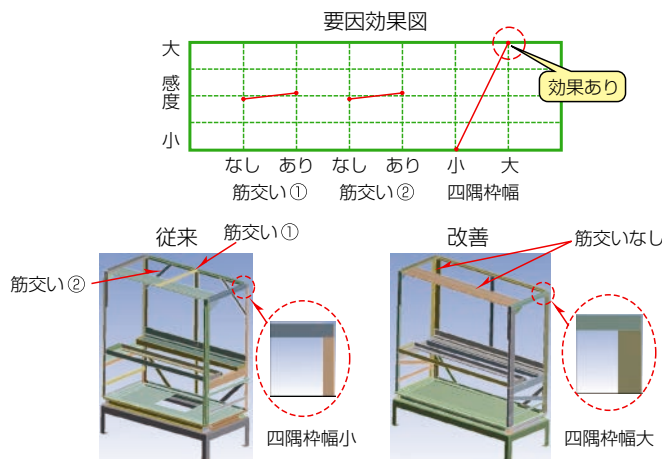 要因効果図
大
感度
小
効果あり
なし あり なし あり 小 大
筋交い① 筋交い② 四隅枠幅
従来
筋交い①
筋交い②
四隅枠幅小
改善
筋交いなし
四隅枠幅大